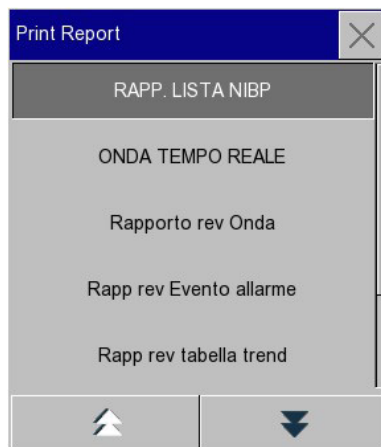 Print Report
RAPP. LISTA NIBP
ONDA TEMPO REALE
Rapporto rev Onda
Rapp rev Evento allarme
Rapp rev tabella trend